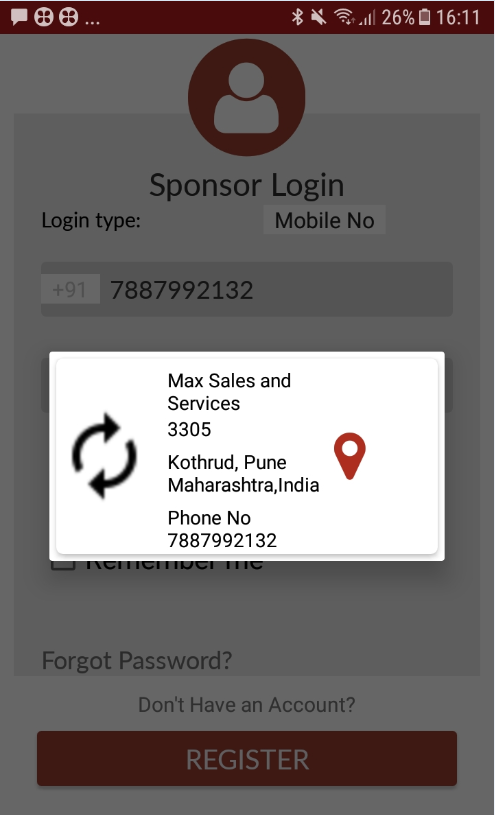 ... 26% 16:11
Sponsor Login
Login type: Mobile No
+91 7887992132
Max Sales and
Services
3305
Kothrud, Pune
Maharashtra,India
Phone No
7887992132
Remember me
Forgot Password?
Don't Have an Account?
REGISTER